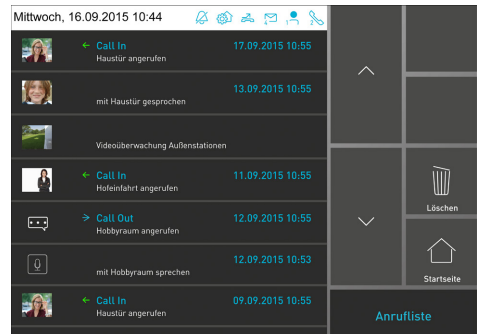 Mittwoch, 16.09.2015 10:44
Call In 17.09.2015 10:55
Haustür angerufen
13.09.2015 10:55
mit Haustür gesprochen
Videoüberwachung Außenstationen
Call In 11.09.2015 10:55
Hofeinfahrt angerufen
Call Out 12.09.2015 10:55
Hobbyraum angerufen
12.09.2015 10:53
mit Hobbyraum sprechen
Call In 09.09.2015 10:55
Haustür angerufen
Löschen
Startseite
Anrufliste